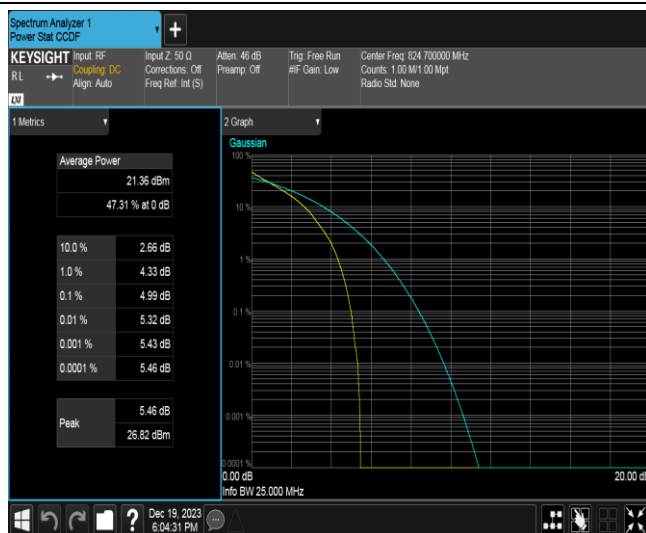 Spectrum Analyzer 1
Power Stat CCDF
+
KEYSIGHT
RL
LXI
Input: RF
Coupling: DC
Align: Auto
Input Z: 50 Ω
Corrections: Off
Freq Ref: Int (S)
Atten: 46 dB
Preamp: Off
Trig: Free Run
#IF Gain: Low
Center Freq: 824.700000 MHz
Counts: 1.00 M/1.00 Mpt
Radio Std: None
1 Metrics
Average Power
21.36 dBm
47.31 % at 0 dB
10.0 % 2.66 dB
1.0 % 4.33 dB
0.1 % 4.99 dB
0.01 % 5.32 dB
0.001 % 5.43 dB
0.0001 % 5.46 dB
Peak
5.46 dB
26.82 dBm
2 Graph
Gaussian
100 %
10 %
1 %
0.1 %
0.01 %
0.001 %
0.0001 %
0.00 dB
20.00 dB
Info BW 25.000 MHz
?
Dec 19, 2023
6:04:31 PM